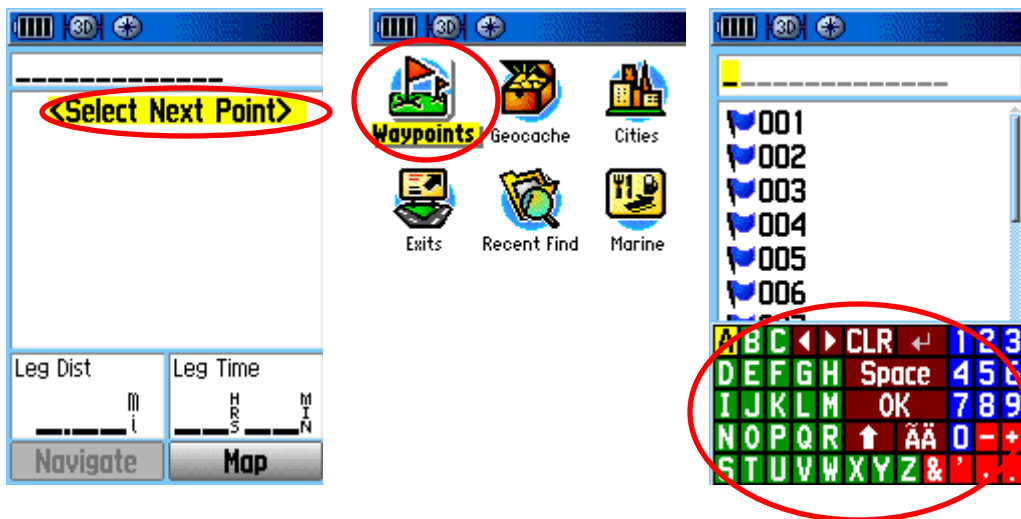 3D
<Select Next Point>
Leg Dist
Leg Time
mi
HRS
MIN
Navigate
Map
3D
Waypoints
Geocache
Cities
Exits
Recent Find
Marine
3D
001
002
003
004
005
006
A B C CLR 1 2 3
D E F G H Space 4 5 6
I J K L M OK 7 8 9
N O P Q R ÃÄ 0 - +
S T U V W X Y Z & ' . .